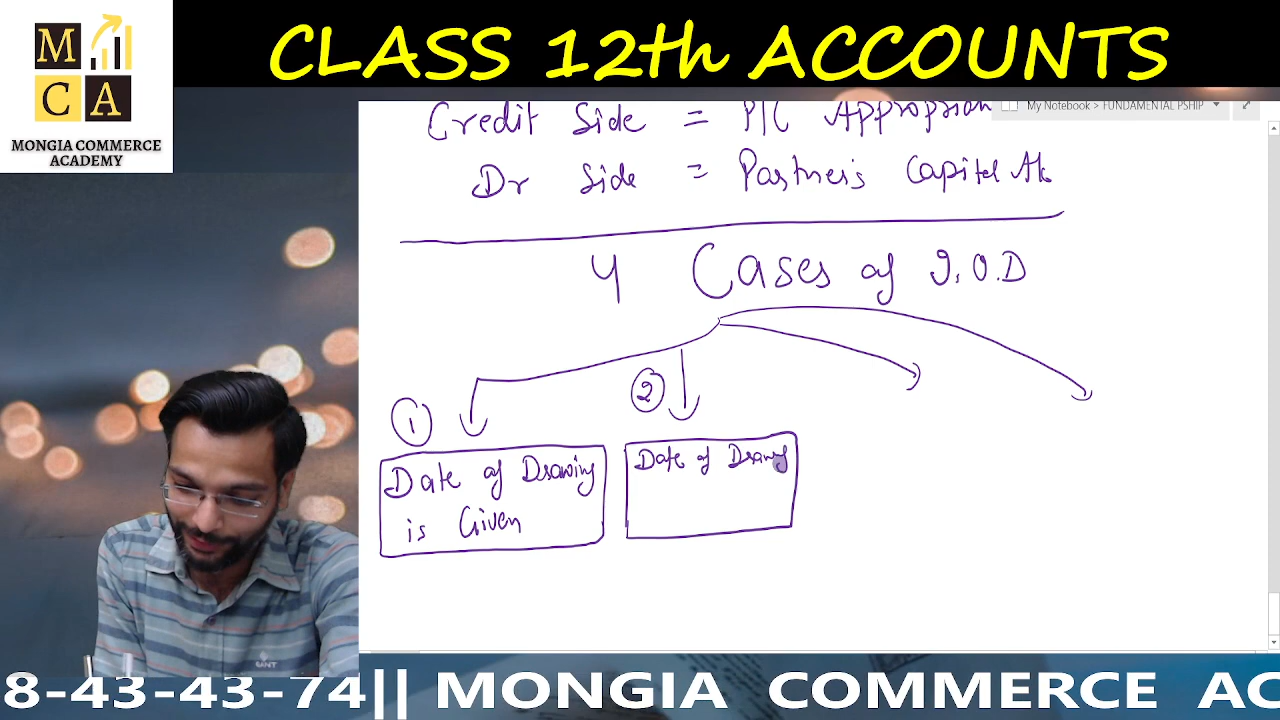 M
C A
MONGIA COMMERCE
ACADEMY
CLASS 12th ACCOUNTS
My Notebook > FUNDAMENTAL PSHIP
Credit Side =
Dr Side = Partner's Capital A/c
4 Cases of I.O.D
1
2
Date of Drawing
is Given
Date of Drawing
8-43-43-74|| MONGIA COMMERCE AC
GANT